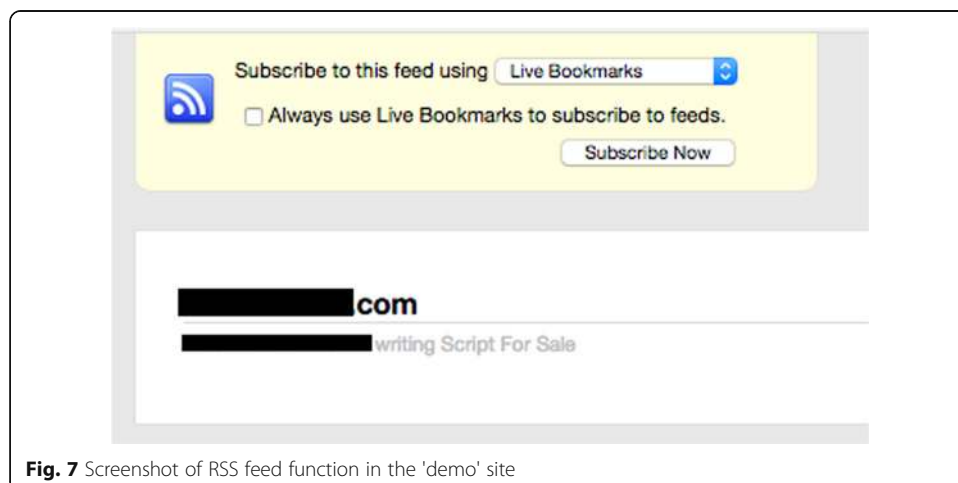 Subscribe to this feed using Live Bookmarks
Always use Live Bookmarks to subscribe to feeds.
Subscribe Now
com
writing Script For Sale
Fig. 7 Screenshot of RSS feed function in the 'demo' site